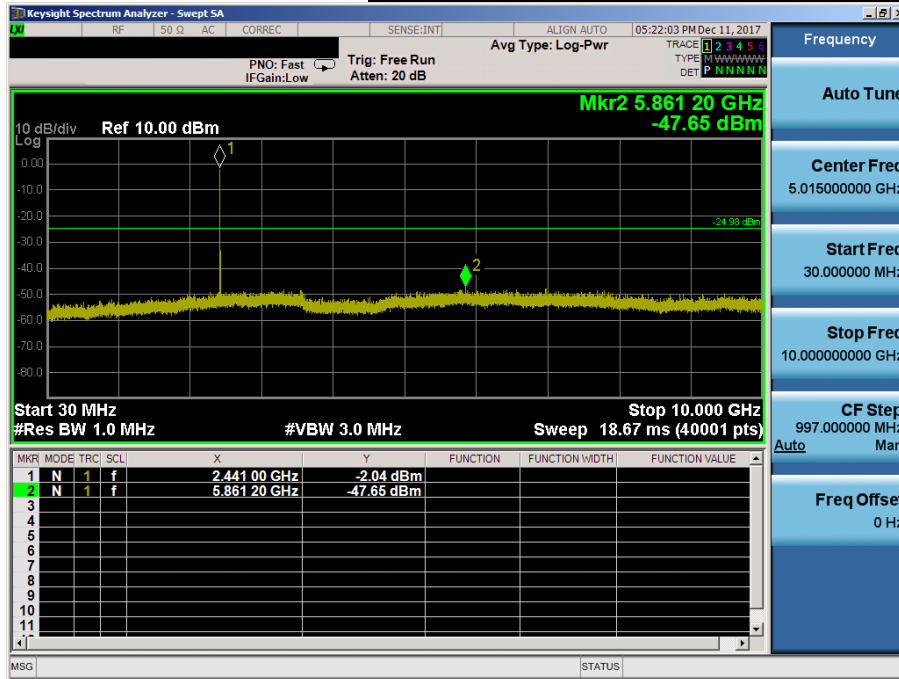 Keysight Spectrum Analyzer - Swept SA
LXI RF 50 Ω AC CORREC SENSE:INT ALIGN AUTO 05:22:03 PM Dec 11, 2017
PNO: Fast
IFGain:Low
Trig: Free Run
Atten: 20 dB
Avg Type: Log-Pwr
TRACE 1 2 3 4 5 6
TYPE M WWWWW
DET P N N N N N
Mkr2 5.861 20 GHz
-47.65 dBm
10 dB/div Ref 10.00 dBm
Log
1
0.00
-10.0
-20.0
-24.98 dBm
-30.0
-40.0
2
-50.0
-60.0
-70.0
-80.0
Start 30 MHz Stop 10.000 GHz
#Res BW 1.0 MHz #VBW 3.0 MHz Sweep 18.67 ms (40001 pts)
MKR MODE TRC SCL X Y FUNCTION FUNCTION WIDTH FUNCTION VALUE
1 N 1 f 2.441 00 GHz -2.04 dBm
2 N 1 f 5.861 20 GHz -47.65 dBm
3
4
5
6
7
8
9
10
11
MSG STATUS
Frequency
Auto Tune
Center Freq
5.015000000 GHz
Start Freq
30.000000 MHz
Stop Freq
10.000000000 GHz
CF Step
997.000000 MHz
Auto Man
Freq Offset
0 Hz